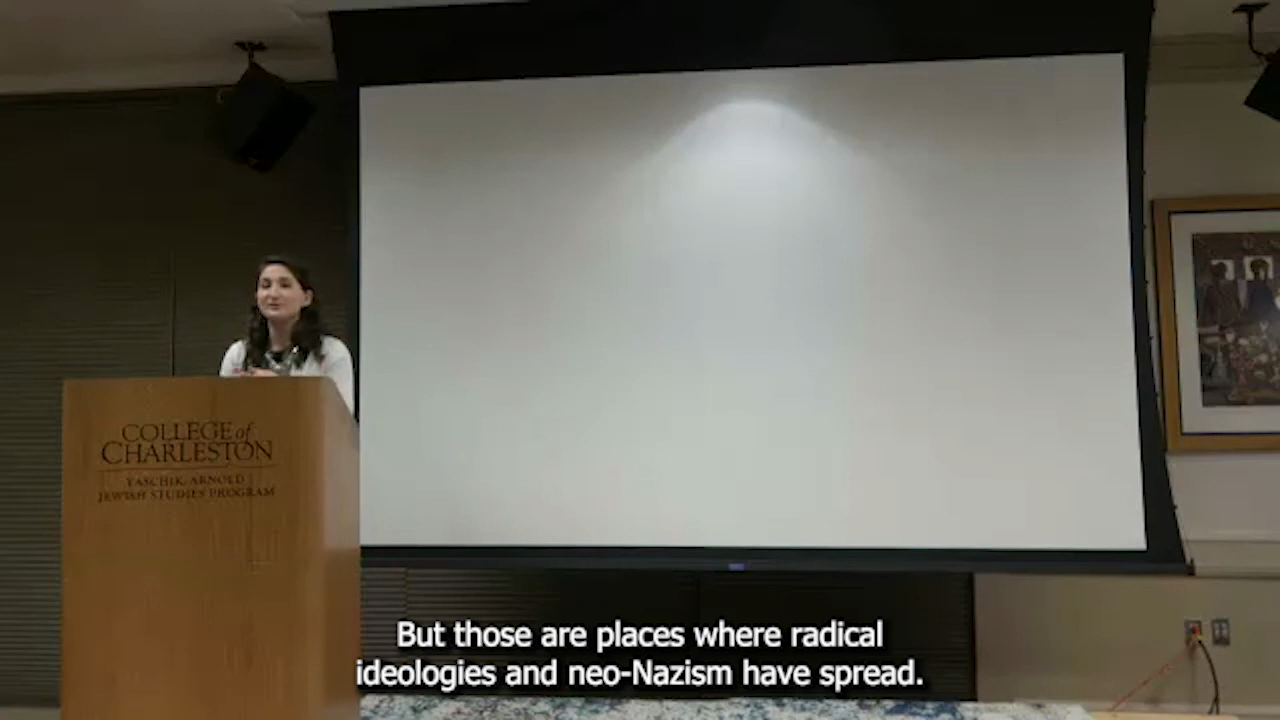 COLLEGE of
CHARLESTON
YASCHIK/ARNOLD
JEWISH STUDIES PROGRAM
But those are places where radical
ideologies and neo-Nazism have spread.